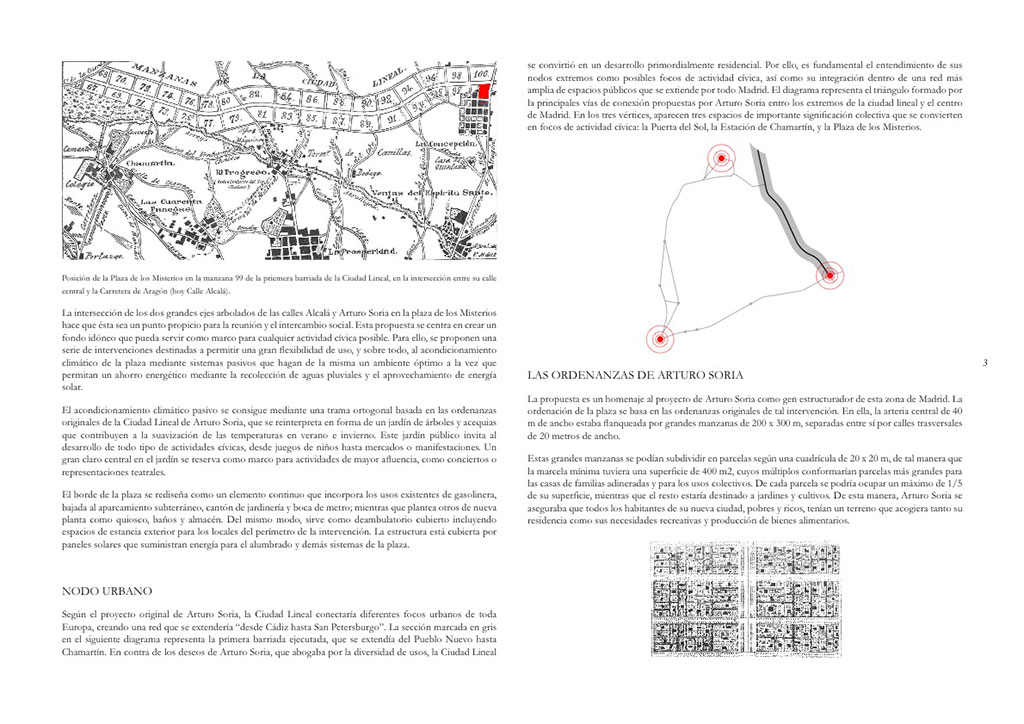 MANZANAS DE LA CIUDAD LINEAL.
68. 70. 72. 74. 76. 78. 80 82. 84. 86. 88. 90 92. 94. 96. 98. 100.
67. 81 83. 85. 89. 91.
Chamartin.
Colegio
El Progreso.
Las Cuarenta
Fanegas
Canillas.
Bodega.
La Concepción.
Ventas del Espíritu Santo.
La Prosperidad.
Portazgo.
Posición de la Plaza de los Misterios en la manzana 99 de la priemera barriada de la Ciudad Lineal, en la intersección entre su calle
central y la Carretera de Aragón (hoy Calle Alcalá).
La intersección de los dos grandes ejes arbolados de las calles Alcalá y Arturo Soria en la plaza de los Misterios
hace que ésta sea un punto propicio para la reunión y el intercambio social. Esta propuesta se centra en crear un
fondo idóneo que pueda servir como marco para cualquier actividad cívica posible. Para ello, se proponen una
serie de intervenciones destinadas a permitir una gran flexibilidad de uso, y sobre todo, al acondicionamiento
climático de la plaza mediante sistemas pasivos que hagan de la misma un ambiente óptimo a la vez que
permitan un ahorro energético mediante la recolección de aguas pluviales y el aprovechamiento de energía
solar.
El acondicionamiento climático pasivo se consigue mediante una trama ortogonal basada en las ordenanzas
originales de la Ciudad Lineal de Arturo Soria, que se reinterpreta en forma de un jardín de árboles y acequias
que contribuyen a la suavización de las temperaturas en verano e invierno. Este jardín público invita al
desarrollo de todo tipo de actividades cívicas, desde juegos de niños hasta mercados o manifestaciones. Un
gran claro central en el jardín se reserva como marco para actividades de mayor afluencia, como conciertos o
representaciones teatrales.
El borde de la plaza se rediseña como un elemento continuo que incorpora los usos existentes de gasolinera,
bajada al aparcamiento subterráneo, cantón de jardinería y boca de metro; mientras que plantea otros de nueva
planta como quiosco, baños y almacén. Del mismo modo, sirve como deambulatorio cubierto incluyendo
espacios de estancia exterior para los locales del perímetro de la intervención. La estructura está cubierta por
paneles solares que suministran energía para el alumbrado y demás sistemas de la plaza.
NODO URBANO
Según el proyecto original de Arturo Soria, la Ciudad Lineal conectaría diferentes focos urbanos de toda
Europa, creando una red que se extendería “desde Cádiz hasta San Petersburgo”. La sección marcada en gris
en el siguiente diagrama representa la primera barriada ejecutada, que se extendía del Pueblo Nuevo hasta
Chamartín. En contra de los deseos de Arturo Soria, que abogaba por la diversidad de usos, la Ciudad Lineal
se convirtió en un desarrollo primordialmente residencial. Por ello, es fundamental el entendimiento de sus
nodos extremos como posibles focos de actividad cívica, así como su integración dentro de una red más
amplia de espacios públicos que se extiende por todo Madrid. El diagrama representa el triángulo formado por
la principales vías de conexión propuestas por Arturo Soria entre los extremos de la ciudad lineal y el centro
de Madrid. En los tres vértices, aparecen tres espacios de importante significación colectiva que se convierten
en focos de actividad cívica: la Puerta del Sol, la Estación de Chamartín, y la Plaza de los Misterios.
3
LAS ORDENANZAS DE ARTURO SORIA
La propuesta es un homenaje al proyecto de Arturo Soria como gen estructurador de esta zona de Madrid. La
ordenación de la plaza se basa en las ordenanzas originales de tal intervención. En ella, la arteria central de 40
m de ancho estaba flanqueada por grandes manzanas de 200 x 300 m, separadas entre sí por calles trasversales
de 20 metros de ancho.
Estas grandes manzanas se podían subdividir en parcelas según una cuadrícula de 20 x 20 m, de tal manera que
la marcela mínima tuviera una superficie de 400 m2, cuyos múltiplos conformarían parcelas más grandes para
las casas de familias adineradas y para los usos colectivos. De cada parcela se podría ocupar un máximo de 1/5
de su superficie, mientras que el resto estaría destinado a jardines y cultivos. De esta manera, Arturo Soria se
aseguraba que todos los habitantes de su nueva ciudad, pobres y ricos, tenían un terreno que acogiera tanto su
residencia como sus necesidades recreativas y producción de bienes alimentarios.